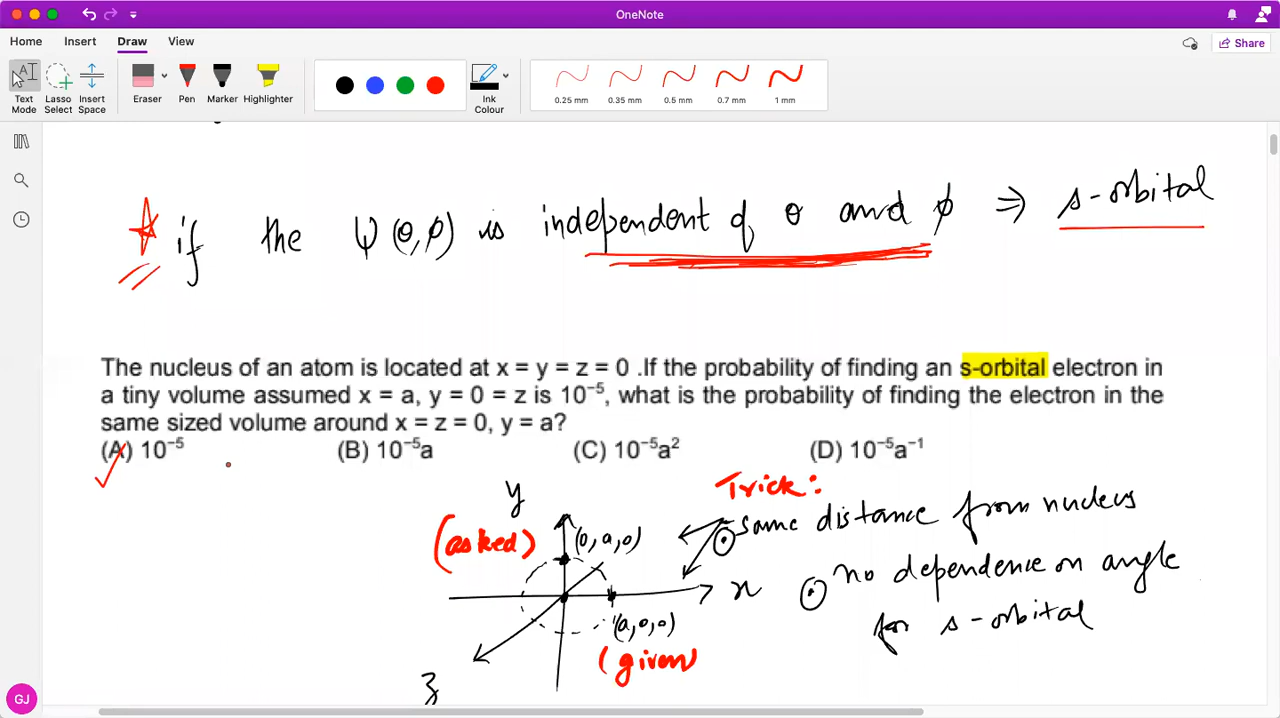 OneNote
Home Insert Draw View
Share
Text Mode
Lasso Select
Insert Space
Eraser
Pen
Marker
Highlighter
Ink Colour
0.25 mm 0.35 mm 0.5 mm 0.7 mm 1 mm
if the Ψ(θ,φ) is independent of θ and φ ⇒ s-orbital
The nucleus of an atom is located at x = y = z = 0 .If the probability of finding an s-orbital electron in
a tiny volume assumed x = a, y = 0 = z is 10⁻⁵, what is the probability of finding the electron in the
same sized volume around x = z = 0, y = a?
(A) 10⁻⁵ (B) 10⁻⁵a (C) 10⁻⁵a² (D) 10⁻⁵a⁻¹
Trick:
y
same distance from nucleus
(asked) (0,a,0)
no dependence on angle
x
for s-orbital
(a,0,0)
(given)
z
GJ